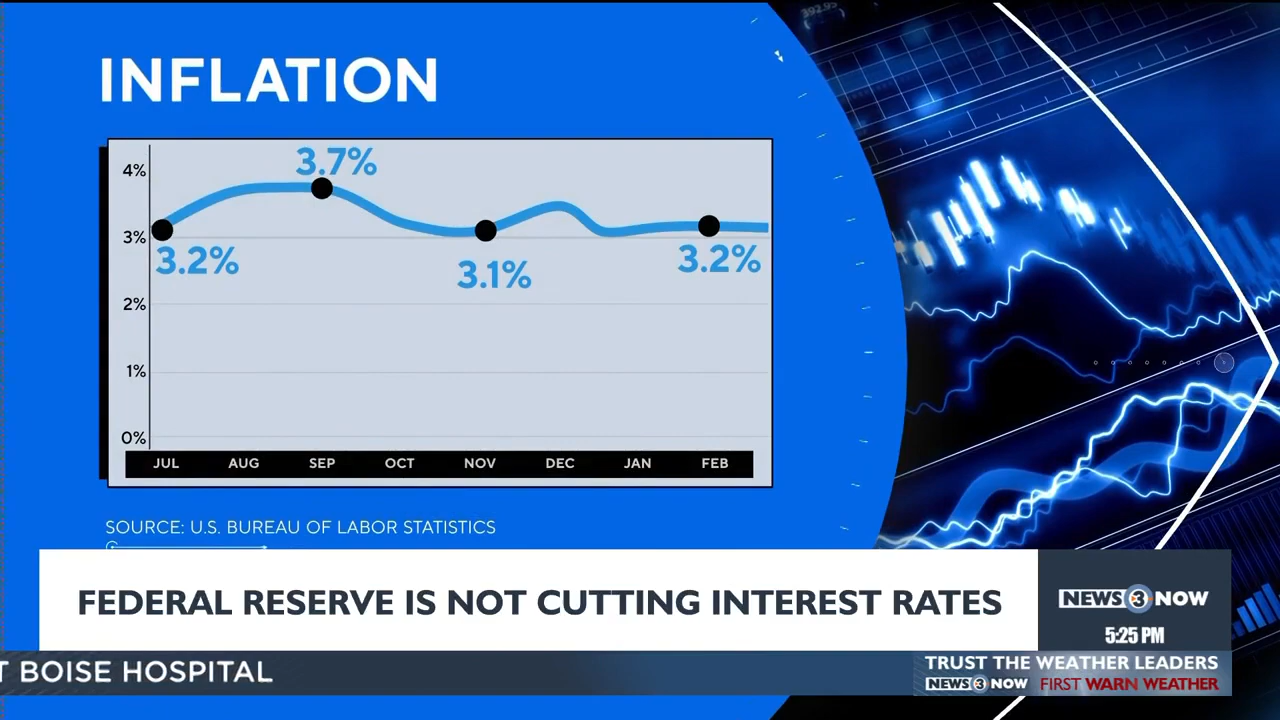 392.95
INFLATION
4%
3.7%
3%
3.2%
3.1%
3.2%
2%
1%
0%
JUL AUG SEP OCT NOV DEC JAN FEB
SOURCE: U.S. BUREAU OF LABOR STATISTICS
FEDERAL RESERVE IS NOT CUTTING INTEREST RATES
NEWS 3 NOW
5:25 PM
T BOISE HOSPITAL
TRUST THE WEATHER LEADERS
NEWS 3 NOW FIRST WARN WEATHER